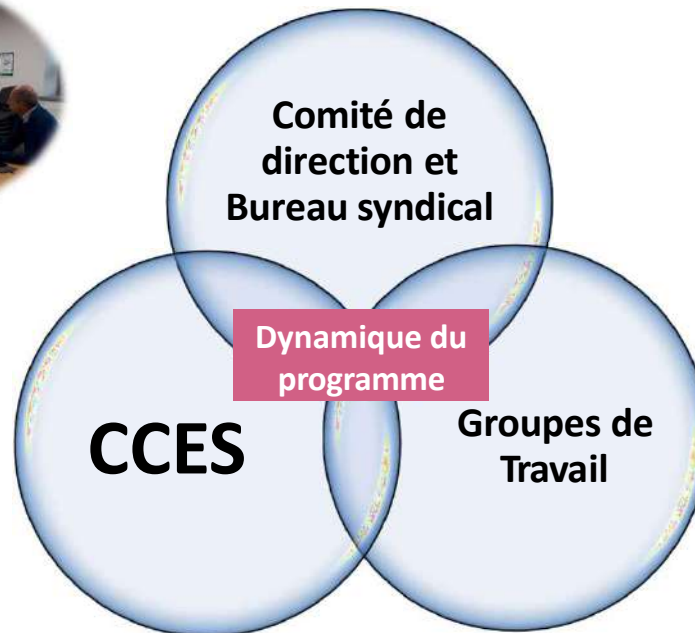 Comité de
direction et
Bureau syndical
Dynamique du
programme
CCES
Groupes de
Travail